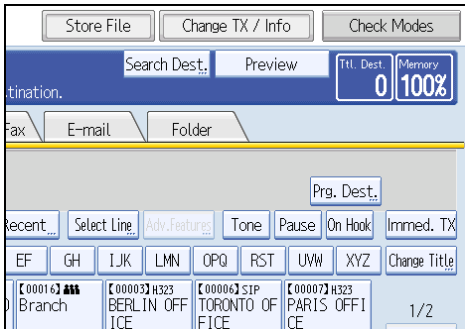 Store File Change TX / Info Check Modes
Search Dest. Preview Ttl. Dest. Memory
tination. 0 100%
Fax E-mail Folder
Prg. Dest.
Recent Select Line Adv.Features Tone Pause On Hook Immed. TX
EF GH IJK LMN OPQ RST UVW XYZ Change Title
[00016] [00003]H323 [00006]SIP [00007]H323
Branch BERLIN OFF TORONTO OF PARIS OFFI 1/2
ICE FICE CE